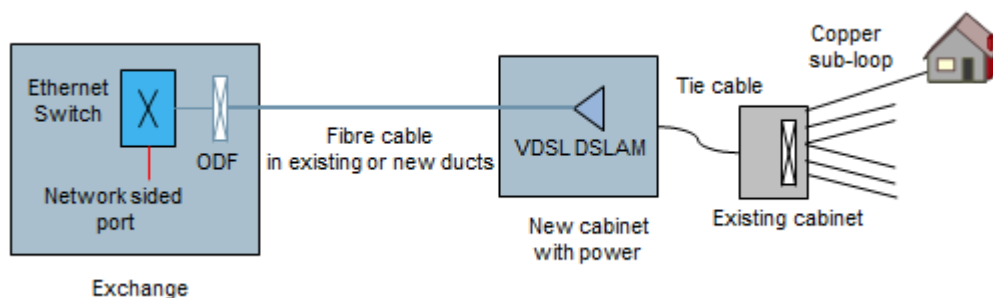 Ethernet
Switch
ODF
Network sided
port
Exchange
Fibre cable
in existing or new ducts
VDSL DSLAM
New cabinet
with power
Tie cable
Existing cabinet
Copper
sub-loop